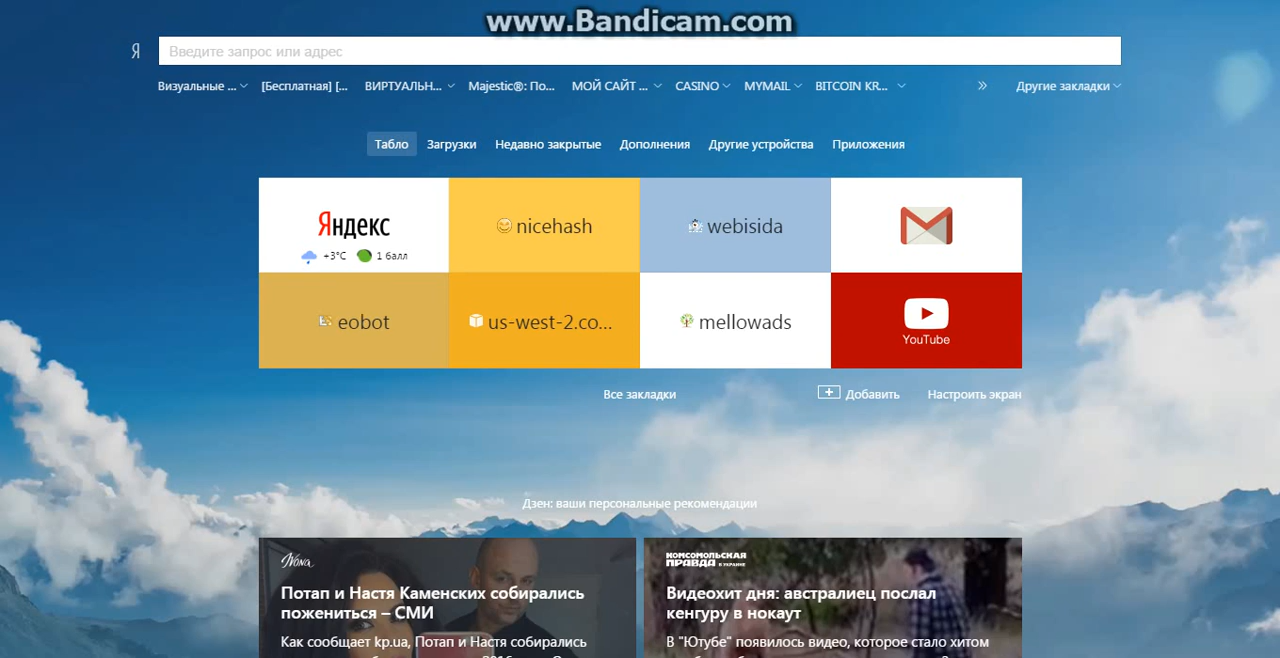 www.Bandicam.com
Я Введите запрос или адрес
Визуальные ... [Бесплатная] [... ВИРТУАЛЬН... Majestic®: По... МОЙ САЙТ ... CASINO MYMAIL BITCOIN KR... » Другие закладки
Табло Загрузки Недавно закрытые Дополнения Другие устройства Приложения
Яндекс nicehash webisida
+3°C 1 балл
eobot us-west-2.co... mellowads YouTube
Все закладки Добавить Настроить экран
Дзен: ваши персональные рекомендации
Потап и Настя Каменских собирались
пожениться – СМИ
Как сообщает kp.ua, Потап и Настя собирались
КОМСОМОЛЬСКАЯ
ПРАВДА В УКРАИНЕ
Видеохит дня: австралиец послал
кенгуру в нокаут
В "Ютубе" появилось видео, которое стало хитом